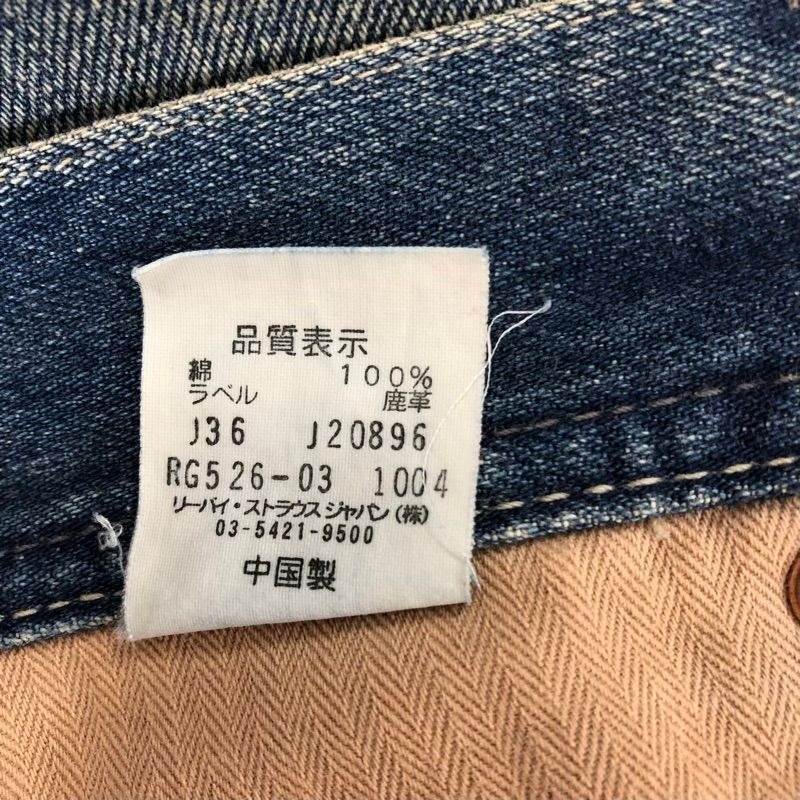 品質表示
綿 100%
ラベル 鹿革
J36 J20896
RG526-03 1004
リーバイ・ストラウス ジャパン(株)
03-5421-9500
中国製